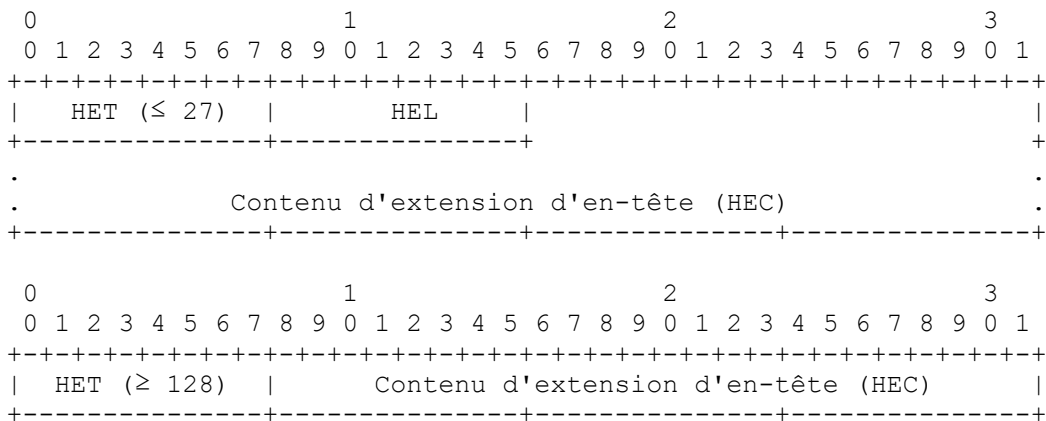 0                   1                   2                   3
 0 1 2 3 4 5 6 7 8 9 0 1 2 3 4 5 6 7 8 9 0 1 2 3 4 5 6 7 8 9 0 1
+-+-+-+-+-+-+-+-+-+-+-+-+-+-+-+-+-+-+-+-+-+-+-+-+-+-+-+-+-+-+-+-+
|   HET (≤ 27)  |       HEL     |                               |
+---------------+---------------+                               +
.                                                               .
.             Contenu d'extension d'en-tête (HEC)               .
+---------------+---------------+---------------+---------------+
 0                   1                   2                   3
 0 1 2 3 4 5 6 7 8 9 0 1 2 3 4 5 6 7 8 9 0 1 2 3 4 5 6 7 8 9 0 1
+-+-+-+-+-+-+-+-+-+-+-+-+-+-+-+-+-+-+-+-+-+-+-+-+-+-+-+-+-+-+-+-+
|  HET (≥ 128)  |      Contenu d'extension d'en-tête (HEC)      |
+---------------+---------------+---------------+---------------+